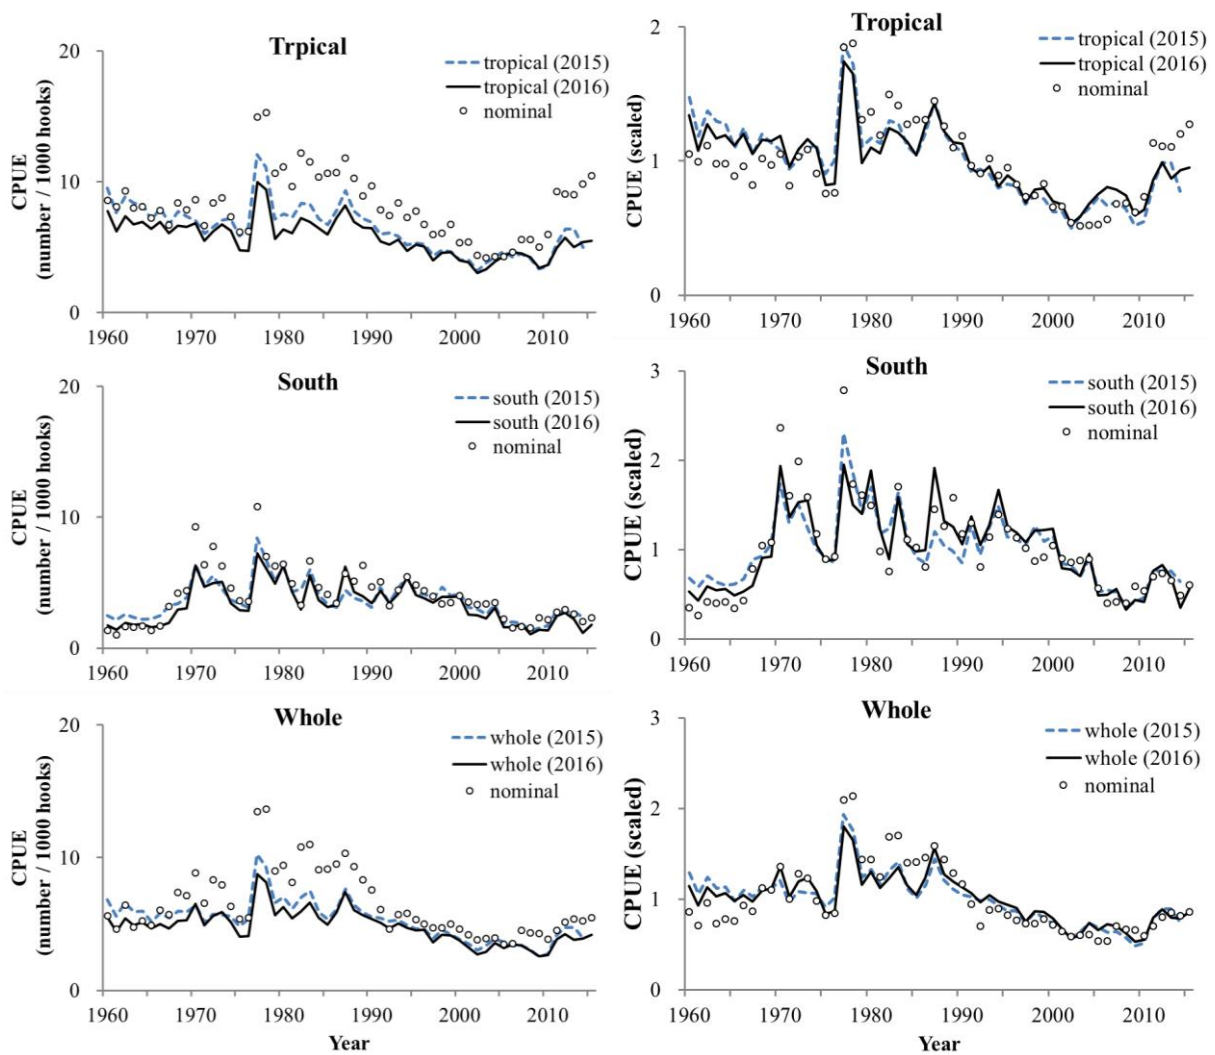 Trpical
20
10
0
CPUE
(number / 1000 hooks)
tropical (2015)
tropical (2016)
nominal
1960 1970 1980 1990 2000 2010
Tropical
2
1
0
CPUE (scaled)
tropical (2015)
tropical (2016)
nominal
1960 1970 1980 1990 2000 2010
South
20
10
0
CPUE
(number / 1000 hooks)
south (2015)
south (2016)
nominal
1960 1970 1980 1990 2000 2010
South
3
2
1
0
CPUE (scaled)
south (2015)
south (2016)
nominal
1960 1970 1980 1990 2000 2010
Whole
20
10
0
CPUE
(number / 1000 hooks)
whole (2015)
whole (2016)
nominal
1960 1970 1980 1990 2000 2010
Year
Whole
3
2
1
0
CPUE (scaled)
whole (2015)
whole (2016)
nominal
1960 1970 1980 1990 2000 2010
Year